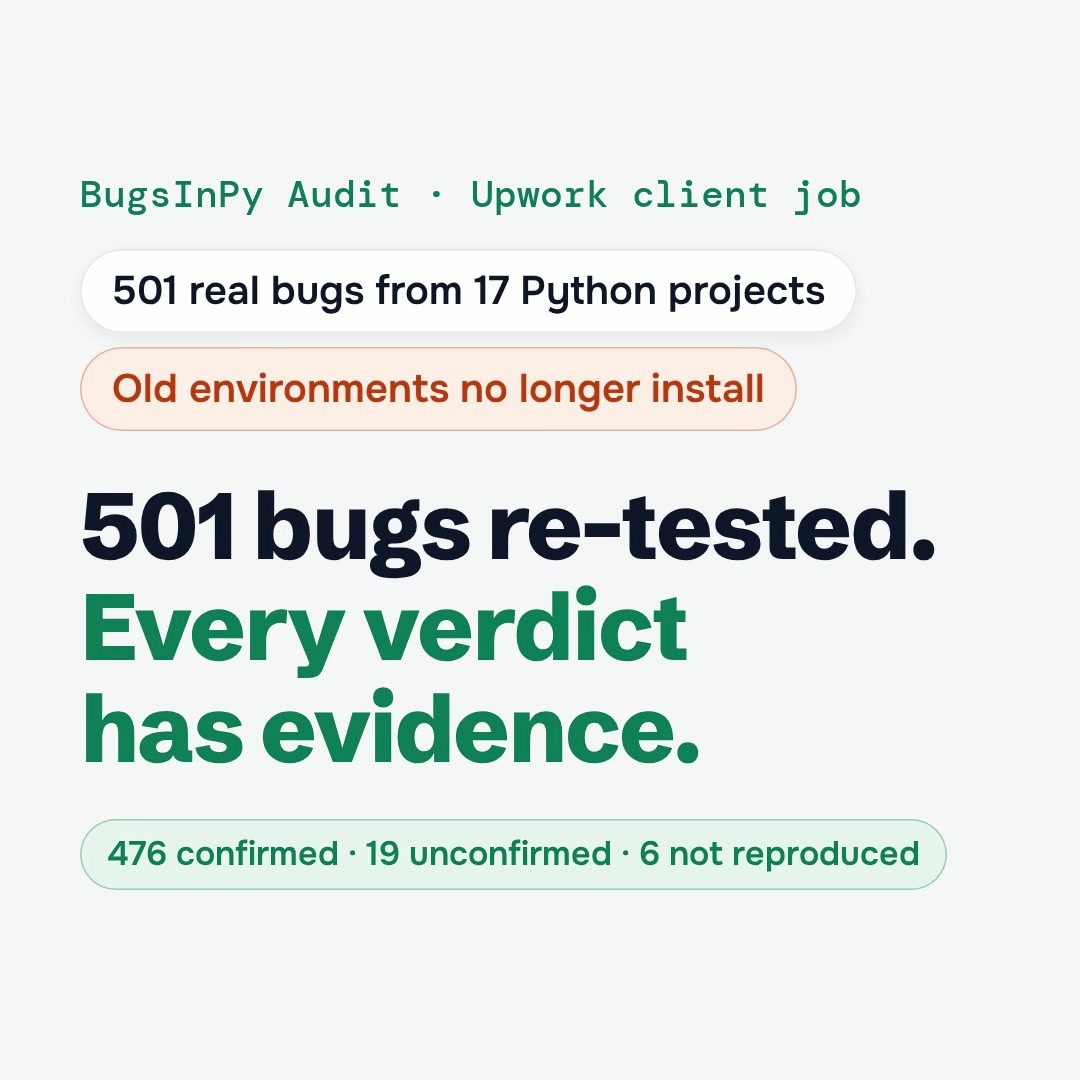 BugsInPy Audit · Upwork client job
501 real bugs from 17 Python projects
Old environments no longer install
501 bugs re-tested.
Every verdict
has evidence.
476 confirmed · 19 unconfirmed · 6 not reproduced